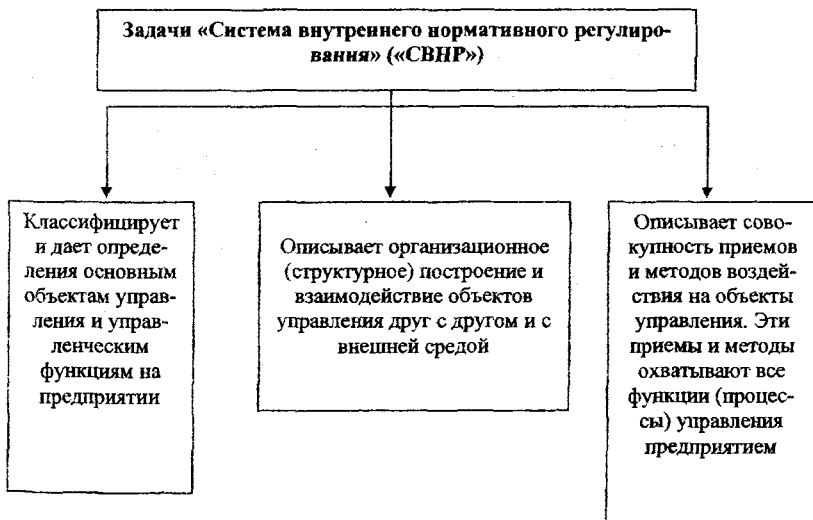 Задачи «Система внутреннего нормативного регулиро-
вания» («СВНР»)
Классифицирует
и дает опреде-
ления основным
объектам управ-
ления и управ-
ленческим
функциям на
предприятии
Описывает организационное
(структурное) построение и
взаимодействие объектов
управления друг с другом и с
внешней средой
Описывает сово-
купность приемов
и методов воздей-
ствия на объекты
управления. Эти
приемы и методы
охватывают все
функции (процес-
сы) управления
предприятием